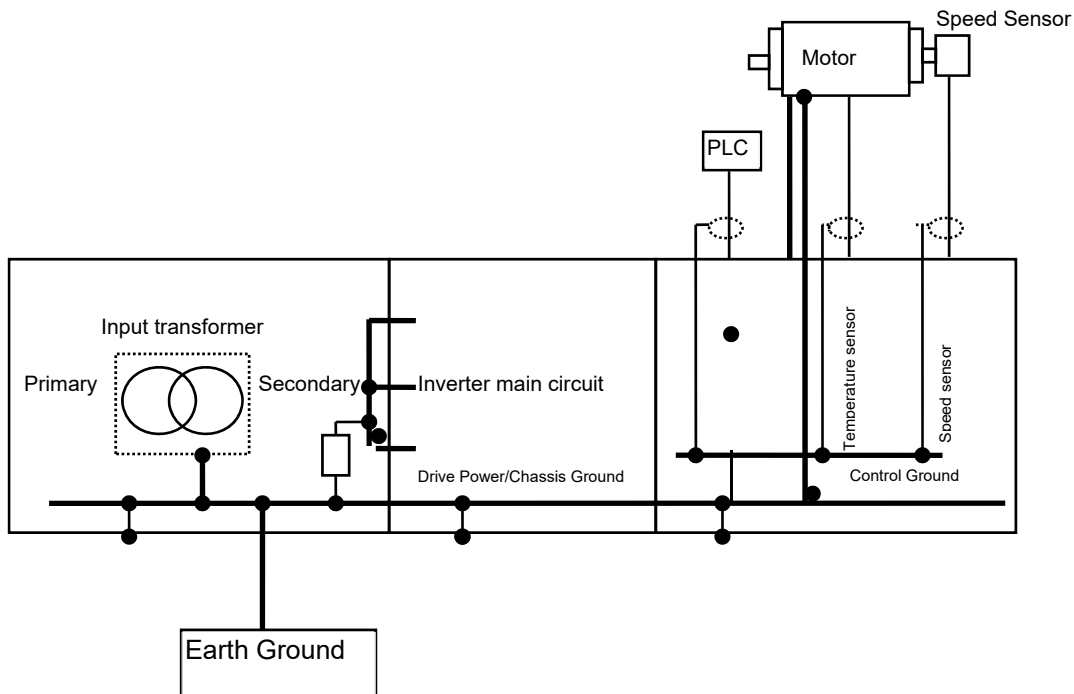 Speed Sensor
Motor
PLC
Input transformer
Primary
Secondary
Inverter main circuit
Temperature sensor
Speed sensor
Drive Power/Chassis Ground
Control Ground
Earth Ground